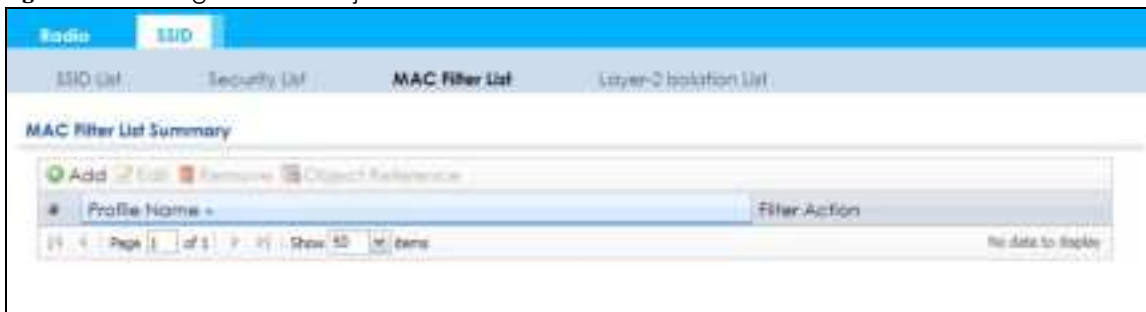 Radio SSID
SSID List Security List MAC Filter List Layer-2 Isolation List
MAC Filter List Summary
Add Edit Remove Object Reference
# Profile Name Filter Action
Page 1 of 1 Show 50 items No data to display